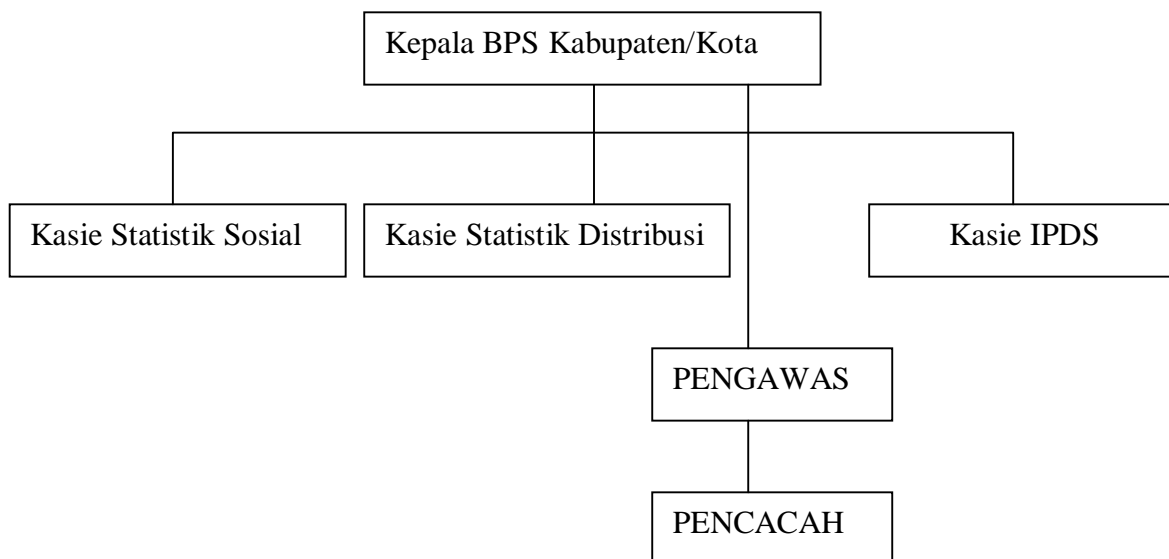 Kepala BPS Kabupaten/Kota
Kasie Statistik Sosial
Kasie Statistik Distribusi
Kasie IPDS
PENGAWAS
PENCACAH